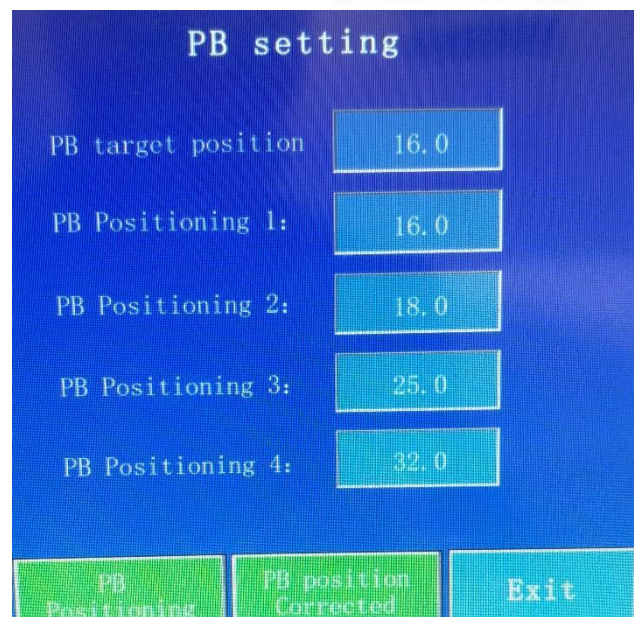 PB setting
PB target position 16.0
PB Positioning 1: 16.0
PB Positioning 2: 18.0
PB Positioning 3: 25.0
PB Positioning 4: 32.0
PB
Positioning
PB position
Corrected
Exit